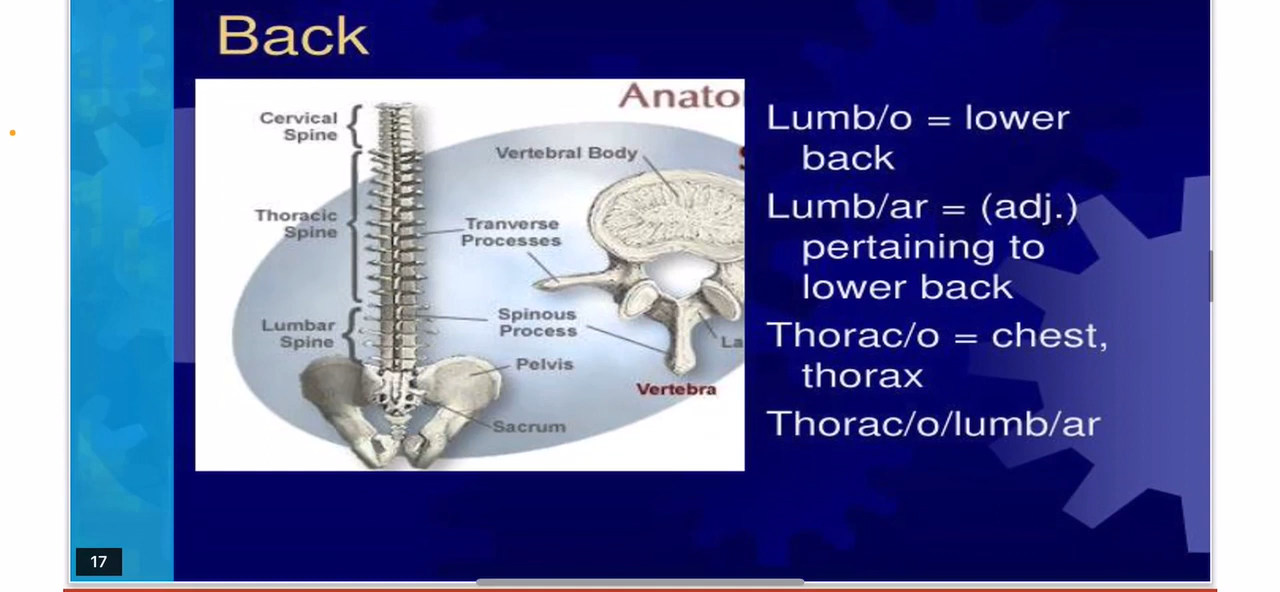 Back
Anato
Cervical
Spine
Vertebral Body
Thoracic
Spine
Tranverse
Processes
Lumbar
Spine
Spinous
Process
La
Pelvis
Vertebra
Sacrum
Lumb/o = lower
back
Lumb/ar = (adj.)
pertaining to
lower back
Thorac/o = chest,
thorax
Thorac/o/lumb/ar
17